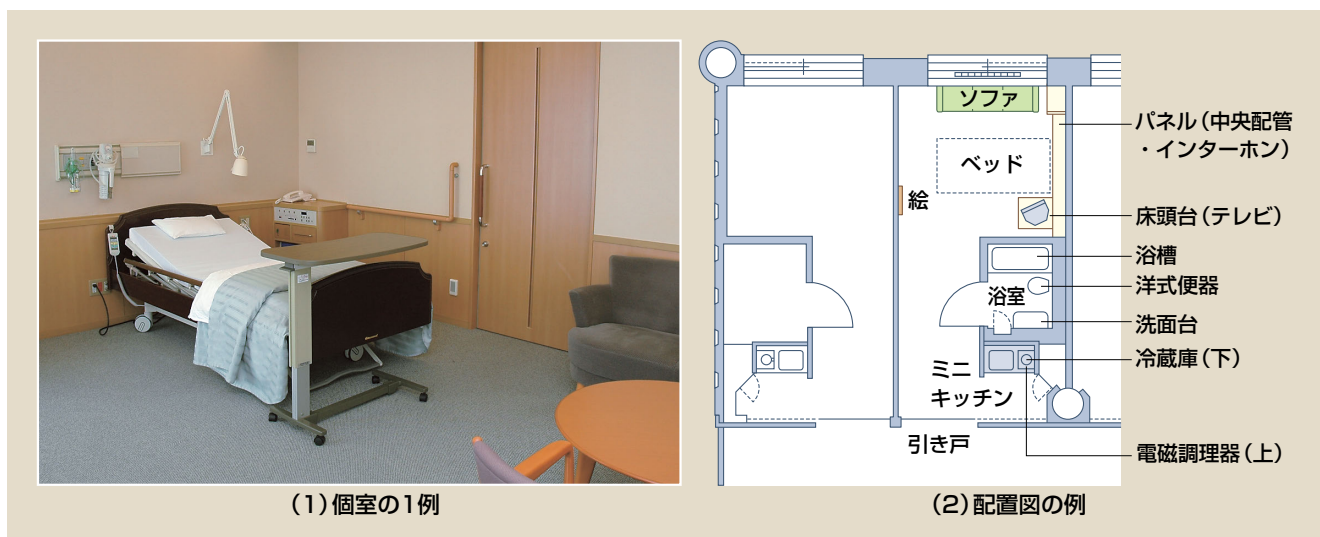 (1)個室の1例
ソファ
ベッド
絵
浴室
ミニ
キッチン
引き戸
パネル(中央配管
・インターホン)
床頭台(テレビ)
浴槽
洋式便器
洗面台
冷蔵庫(下)
電磁調理器(上)
(2)配置図の例